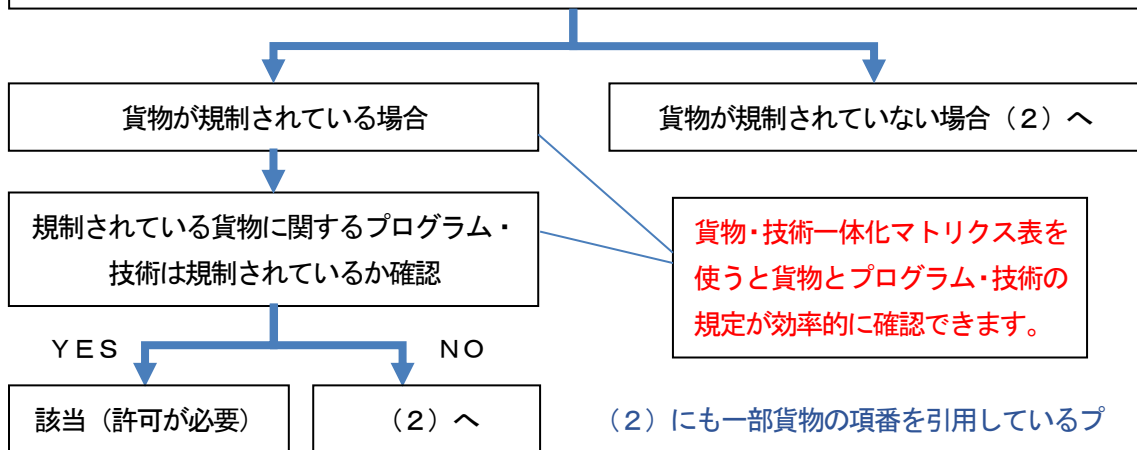 貨物が規制されている場合
貨物が規制されていない場合（２）へ
規制されている貨物に関するプログラム・
技術は規制されているか確認
貨物・技術一体化マトリクス表を
使うと貨物とプログラム・技術の
規定が効率的に確認できます。
ＹＥＳ
ＮＯ
該当（許可が必要）
（２）へ
（２）にも一部貨物の項番を引用しているプ